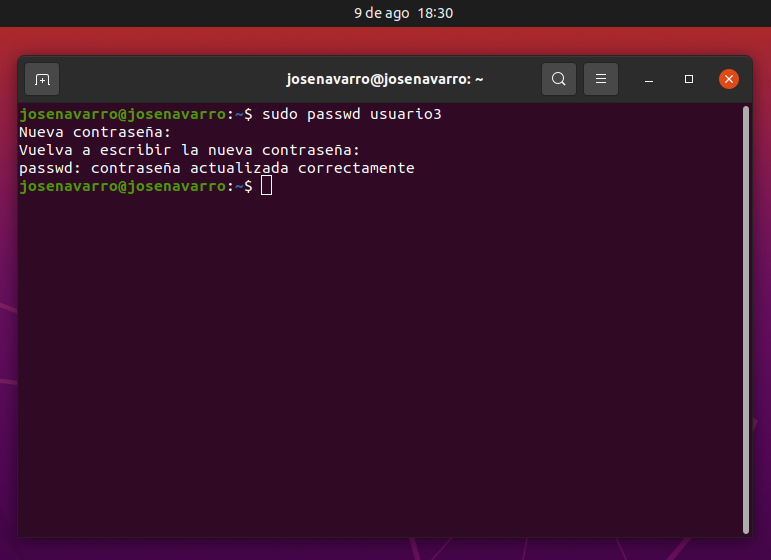 9 de ago 18:30
josenavarro@josenavarro: ~
josenavarro@josenavarro:~$ sudo passwd usuario3
Nueva contraseña:
Vuelva a escribir la nueva contraseña:
passwd: contraseña actualizada correctamente
josenavarro@josenavarro:~$